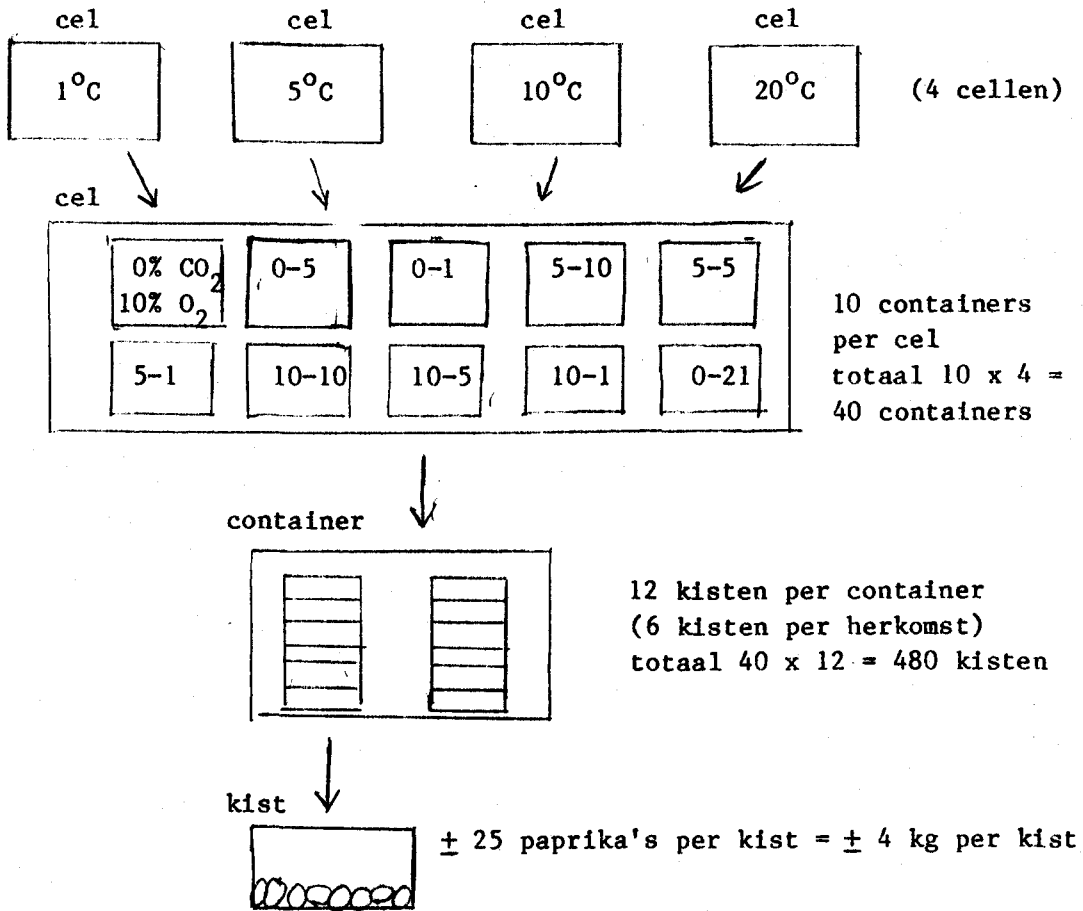 cel cel cel cel
1°C 5°C 10°C 20°C (4 cellen)
cel
0% CO2 0-5 0-1 5-10 5-5
10% O2
5-1 10-10 10-5 10-1 0-21
10 containers
per cel
totaal 10 x 4 =
40 containers
container
12 kisten per container
(6 kisten per herkomst)
totaal 40 x 12 = 480 kisten
kist
± 25 paprika's per kist = ± 4 kg per kist